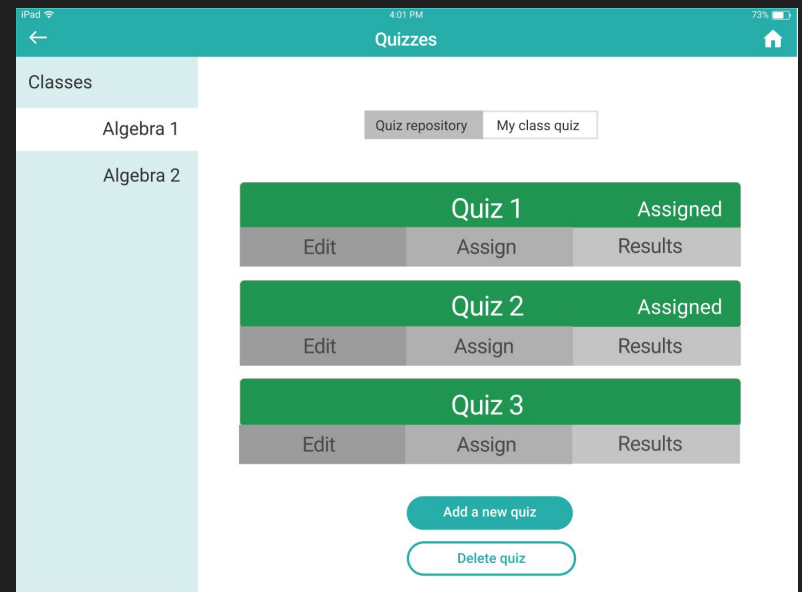 iPad 4:01 PM 73%
Quizzes
Classes
Algebra 1
Algebra 2
Quiz repository My class quiz
Quiz 1 Assigned
Edit Assign Results
Quiz 2 Assigned
Edit Assign Results
Quiz 3
Edit Assign Results
Add a new quiz
Delete quiz